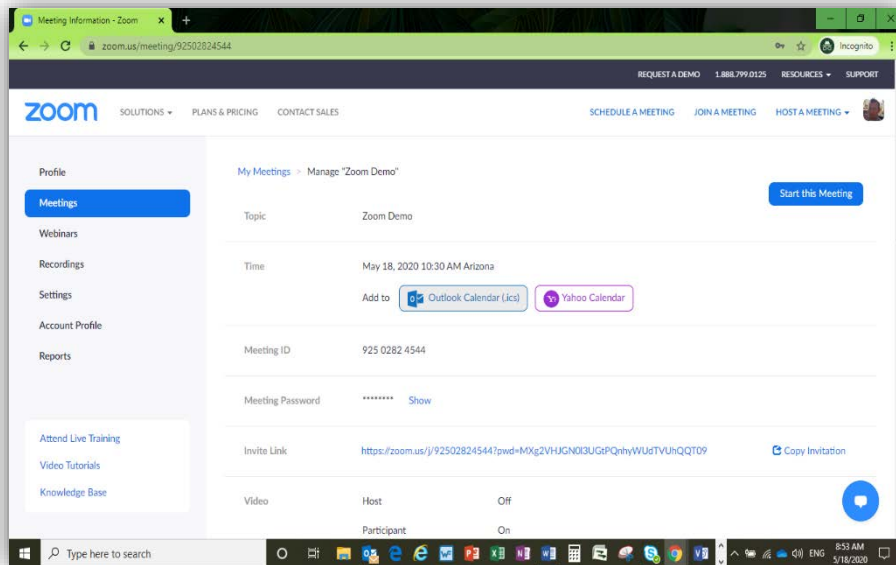 Meeting Information - Zoom
zoom.us/meeting/92502824544
Incognito
REQUEST A DEMO 1.888.799.0125 RESOURCES SUPPORT
zoom SOLUTIONS PLANS & PRICING CONTACT SALES SCHEDULE A MEETING JOIN A MEETING HOST A MEETING
Profile
Meetings
Webinars
Recordings
Settings
Account Profile
Reports
Attend Live Training
Video Tutorials
Knowledge Base
My Meetings > Manage "Zoom Demo"
Start this Meeting
Topic Zoom Demo
Time May 18, 2020 10:30 AM Arizona
Add to Outlook Calendar (.ics) Yahoo Calendar
Meeting ID 925 0282 4544
Meeting Password ******** Show
Invite Link https://zoom.us/j/92502824544?pwd=MXg2VHJGN0l3UGtPQnhyWUdTVUhQQT09 Copy Invitation
Video Host Off
Participant On
Type here to search
ENG
8:53 AM
5/18/2020